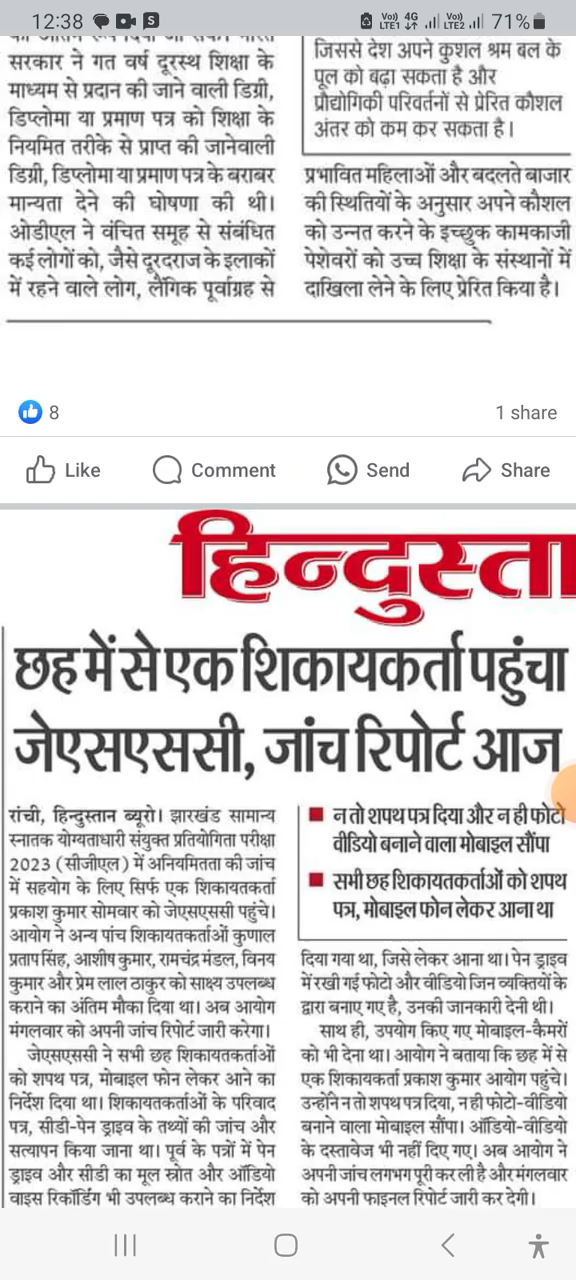 12:38
Vo)) 4G
LTE1
Vo))
LTE2
71%
सरकार ने गत वर्ष दूरस्थ शिक्षा के
माध्यम से प्रदान की जाने वाली डिग्री,
डिप्लोमा या प्रमाण पत्र को शिक्षा के
नियमित तरीके से प्राप्त की जानेवाली
डिग्री, डिप्लोमा या प्रमाण पत्र के बराबर
मान्यता देने की घोषणा की थी।
ओडीएल ने वंचित समूह से संबंधित
कई लोगों को, जैसे दूरदराज के इलाकों
में रहने वाले लोग, लैंगिक पूर्वाग्रह से
जिससे देश अपने कुशल श्रम बल के
पूल को बढ़ा सकता है और
प्रौद्योगिकी परिवर्तनों से प्रेरित कौशल
अंतर को कम कर सकता है।
प्रभावित महिलाओं और बदलते बाजार
की स्थितियों के अनुसार अपने कौशल
को उन्नत करने के इच्छुक कामकाजी
पेशेवरों को उच्च शिक्षा के संस्थानों में
दाखिला लेने के लिए प्रेरित किया है।
8
1 share
Like
Comment
Send
Share
हिन्दुस्ता
छह में से एक शिकायकर्ता पहुंचा
जेएसएससी, जांच रिपोर्ट आज
रांची, हिन्दुस्तान ब्यूरो। झारखंड सामान्य
स्नातक योग्यताधारी संयुक्त प्रतियोगिता परीक्षा
2023 (सीजीएल) में अनियमितता की जांच
में सहयोग के लिए सिर्फ एक शिकायतकर्ता
प्रकाश कुमार सोमवार को जेएसएससी पहुंचे।
आयोग ने अन्य पांच शिकायतकर्ताओं कुणाल
प्रताप सिंह, आशीष कुमार, रामचंद्र मंडल, विनय
कुमार और प्रेम लाल ठाकुर को साक्ष्य उपलब्ध
कराने का अंतिम मौका दिया था। अब आयोग
मंगलवार को अपनी जांच रिपोर्ट जारी करेगा।
जेएसएससी ने सभी छह शिकायतकर्ताओं
को शपथ पत्र, मोबाइल फोन लेकर आने का
निर्देश दिया था। शिकायतकर्ताओं के परिवाद
पत्र, सीडी-पेन ड्राइव के तथ्यों की जांच और
सत्यापन किया जाना था। पूर्व के पत्रों में पेन
ड्राइव और सीडी का मूल स्रोत और ऑडियो
वाइस रिकॉर्डिंग भी उपलब्ध कराने का निर्देश
न तो शपथ पत्र दिया और न ही फोटो
वीडियो बनाने वाला मोबाइल सौंपा
सभी छह शिकायतकर्ताओं को शपथ
पत्र, मोबाइल फोन लेकर आना था
दिया गया था, जिसे लेकर आना था। पेन ड्राइव
में रखी गई फोटो और वीडियो जिन व्यक्तियों के
द्वारा बनाए गए है, उनकी जानकारी देनी थी।
साथ ही, उपयोग किए गए मोबाइल-कैमरों
को भी देना था। आयोग ने बताया कि छह में से
एक शिकायकर्ता प्रकाश कुमार आयोग पहुंचे।
उन्होंने न तो शपथ पत्र दिया, न ही फोटो-वीडियो
बनाने वाला मोबाइल सौंपा। ऑडियो-वीडियो
के दस्तावेज भी नहीं दिए गए। अब आयोग ने
अपनी जांच लगभग पूरी कर ली है और मंगलवार
को अपनी फाइनल रिपोर्ट जारी कर देगी।